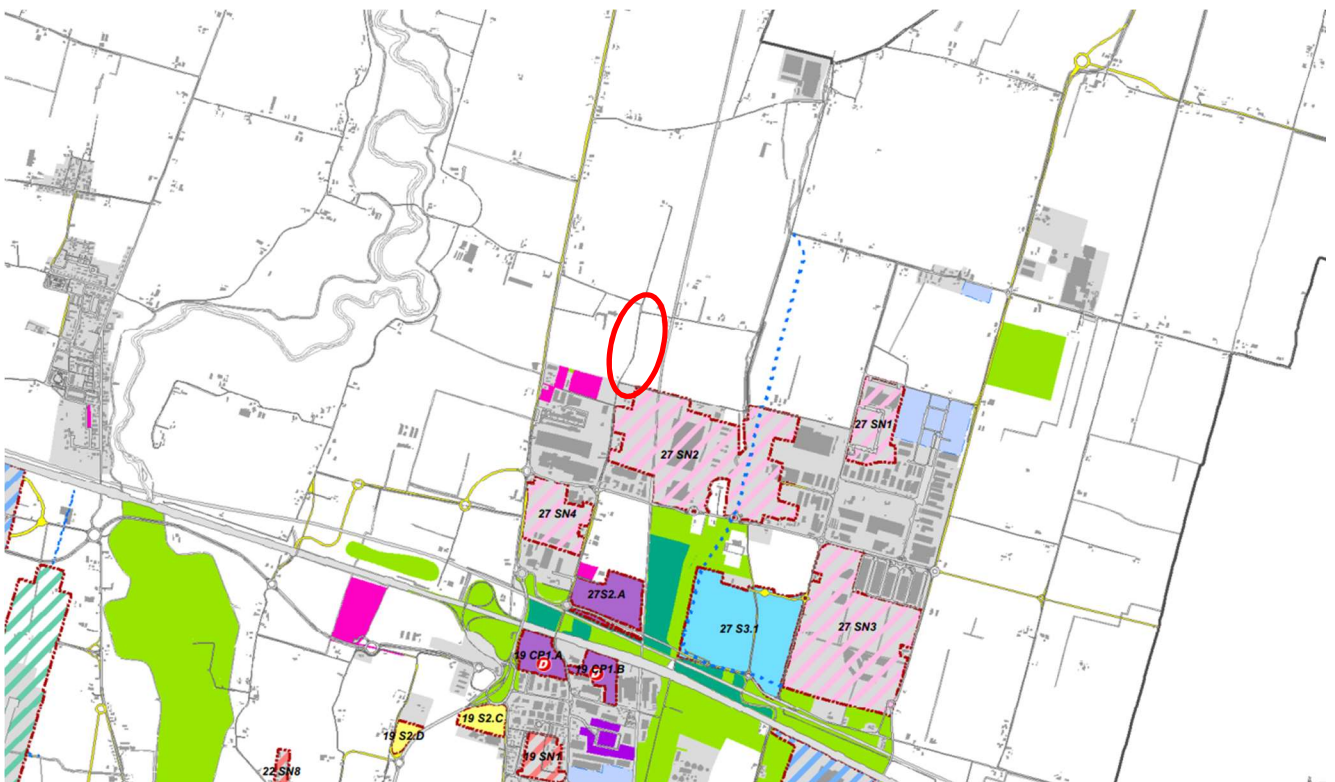 27 SN1
27 SN2
27 SN4
27S2.A
27 S3.1
27 SN3
19 CP1.A
D
19 CP1.B
D
19 S2.C
19 S2.D
19 SN1
22 SN8